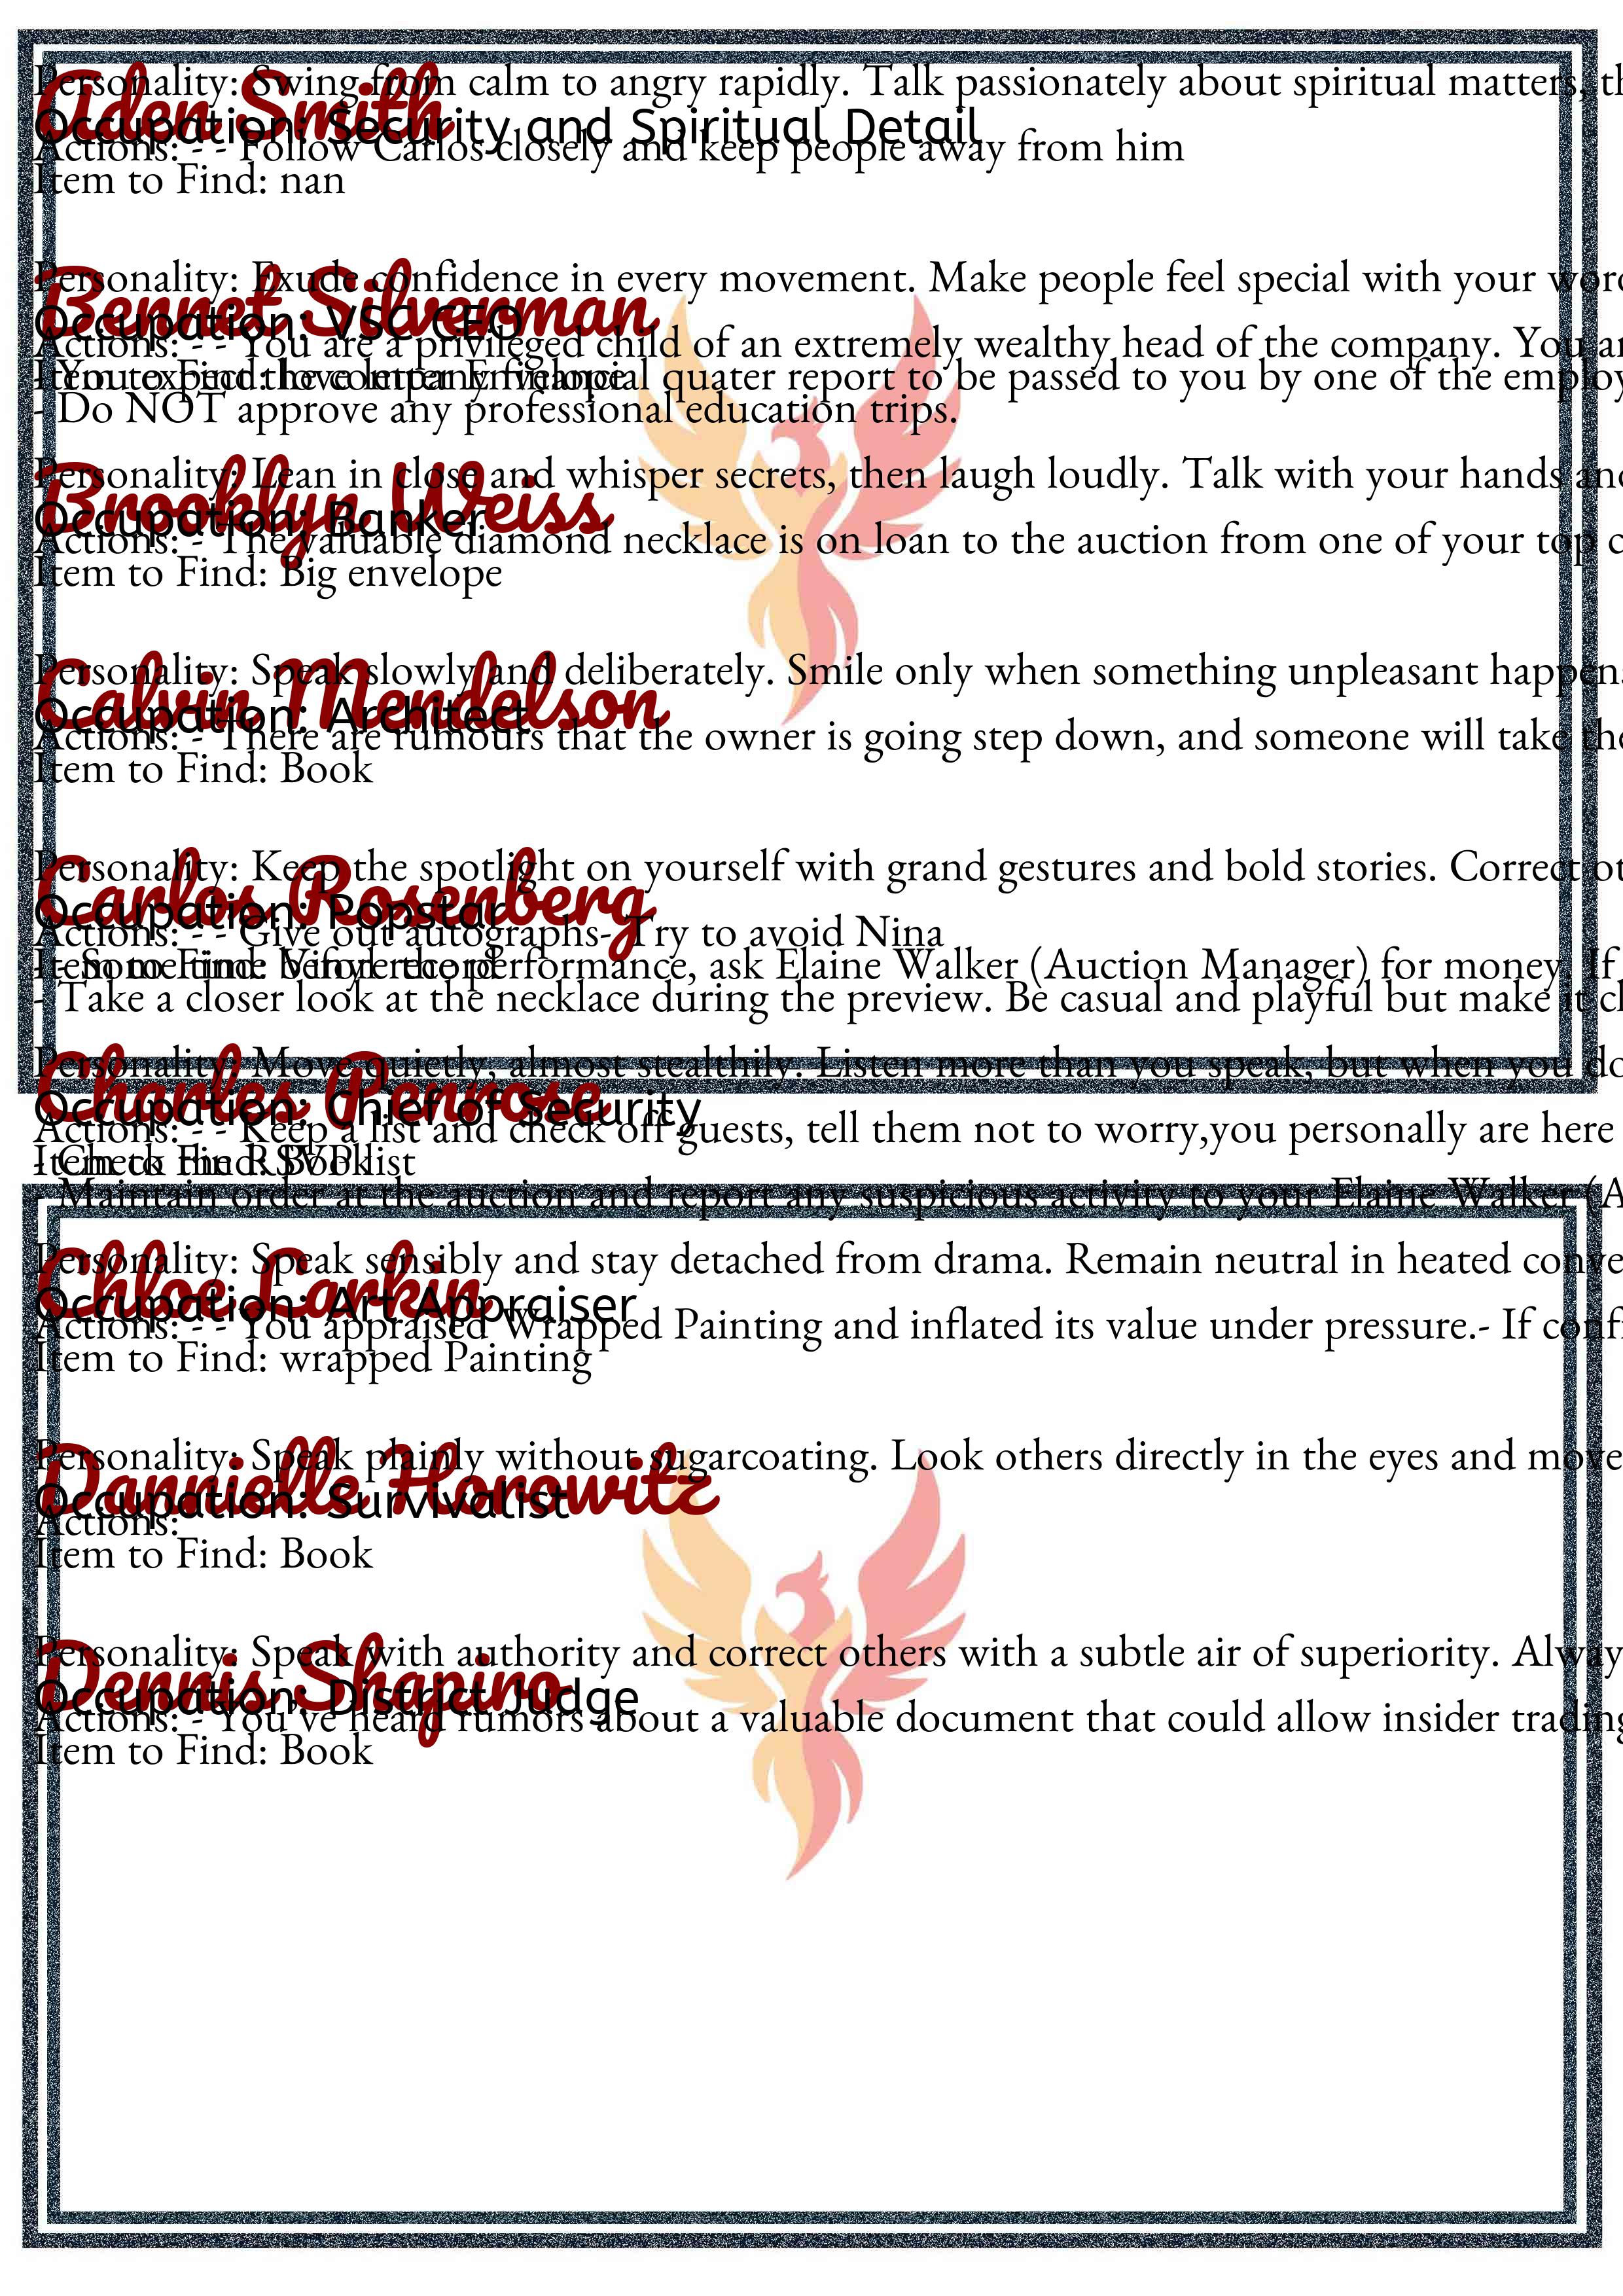 Aden Smith
Personality: Swing from calm to angry rapidly. Talk passionately about spiritual matters, th
Occupation: Security and Spiritual Detail
Actions: - - Follow Carlos closely and keep people away from him
Item to Find: nan
Bennet Silverman
Personality: Exude confidence in every movement. Make people feel special with your word
Occupation: VSC CFO
Actions: - - You are a privileged child of an extremely wealthy head of the company. You ar
Item to Find: love letter Envelope
- You expect the company financial quater report to be passed to you by one of the employ
- Do NOT approve any professional education trips.
Brooklyn Weiss
Personality: Lean in close and whisper secrets, then laugh loudly. Talk with your hands and
Occupation: Banker
Actions: - The valuable diamond necklace is on loan to the auction from one of your top c
Item to Find: Big envelope
Calvin Mendelson
Personality: Speak slowly and deliberately. Smile only when something unpleasant happens
Occupation: Architect
Actions: - There are rumours that the owner is going step down, and someone will take the
Item to Find: Book
Carlos Rosenberg
Personality: Keep the spotlight on yourself with grand gestures and bold stories. Correct ot
Occupation: Popstar
Actions: - - Give out autographs- Try to avoid Nina
Item to Find: Vinyl record
- Some time before the performance, ask Elaine Walker (Auction Manager) for money. If
- Take a closer look at the necklace during the preview. Be casual and playful but make it cl
Charles Penrose
Personality: Move quietly, almost stealthily. Listen more than you speak, but when you do
Occupation: Chief of Security
Actions: - - Keep a list and check off guests, tell them not to worry,you personally are here
Item to Find: Book
- Check the RSVP list
- Maintain order at the auction and report any suspicious activity to your Elaine Walker (A
Chloe Larkin
Personality: Speak sensibly and stay detached from drama. Remain neutral in heated conve
Occupation: Art Appraiser
Actions: - - You appraised Wrapped Painting and inflated its value under pressure.- If confr
Item to Find: wrapped Painting
Dannielle Horowitz
Personality: Speak plainly without sugarcoating. Look others directly in the eyes and move
Occupation: Survivalist
Actions:
Item to Find: Book
Dennis Shapiro
Personality: Speak with authority and correct others with a subtle air of superiority. Alway
Occupation: District Judge
Actions: - You've heard rumors about a valuable document that could allow insider trading
Item to Find: Book